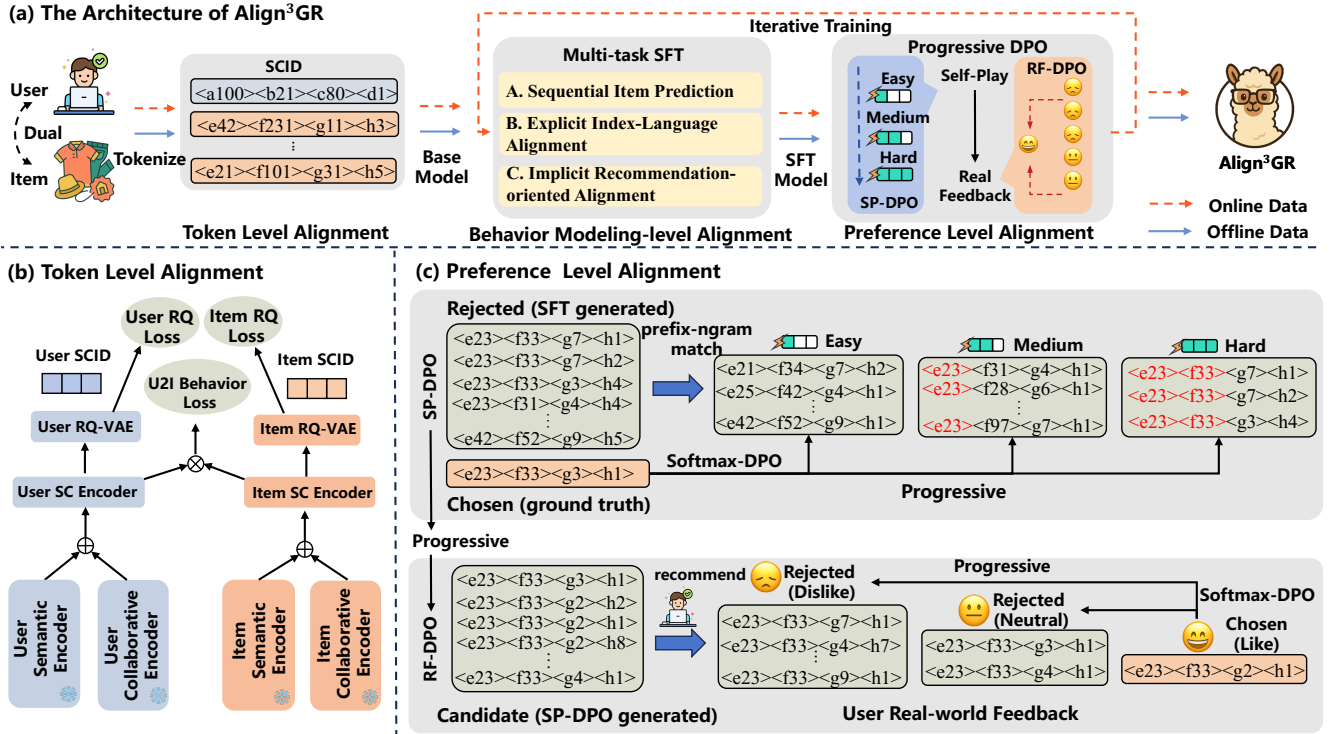 (a) The Architecture of Align³GR
Iterative Training
User
Dual
Item
Tokenize
SCID
<a100><b21><c80><d1>
<e42><f231><g11><h3>
⋮
<e21><f101><g31><h5>
Base
Model
Multi-task SFT
A. Sequential Item Prediction
B. Explicit Index-Language
Alignment
C. Implicit Recommendation-
oriented Alignment
SFT
Model
Progressive DPO
Easy
Medium
Hard
SP-DPO
Self-Play
Real
Feedback
RF-DPO
Align³GR
Token Level Alignment
Behavior Modeling-level Alignment
Preference Level Alignment
Online Data
Offline Data
(b) Token Level Alignment
User RQ
Loss
Item RQ
Loss
User SCID
Item SCID
U2I Behavior
Loss
User RQ-VAE
Item RQ-VAE
User SC Encoder
Item SC Encoder
User
Semantic
Encoder
User
Collaborative
Encoder
Item
Semantic
Encoder
Item
Collaborative
Encoder
(c) Preference Level Alignment
SP-DPO
Rejected (SFT generated)
<e23><f33><g7><h1>
<e23><f33><g7><h2>
<e23><f33><g3><h4>
<e23><f31><g4><h4>
⋮
<e42><f52><g9><h5>
prefix-ngram
match
Easy
<e21><f34><g7><h2>
<e25><f42><g4><h1>
⋮
<e42><f52><g9><h1>
Medium
<e23><f31><g4><h1>
<e23><f28><g6><h1>
⋮
<e23><f97><g7><h1>
Hard
<e23><f33><g7><h1>
<e23><f33><g7><h2>
<e23><f33><g3><h4>
<e23><f33><g3><h1>
Chosen (ground truth)
Softmax-DPO
Progressive
Progressive
RF-DPO
<e23><f33><g3><h1>
<e23><f33><g2><h2>
<e23><f33><g2><h1>
<e23><f33><g2><h8>
⋮
<e23><f33><g4><h1>
Candidate (SP-DPO generated)
recommend
Rejected
(Dislike)
<e23><f33><g7><h1>
<e23><f33><g4><h7>
⋮
<e23><f33><g9><h1>
Progressive
Rejected
(Neutral)
<e23><f33><g3><h1>
<e23><f33><g4><h1>
Softmax-DPO
Chosen
(Like)
<e23><f33><g2><h1>
User Real-world Feedback